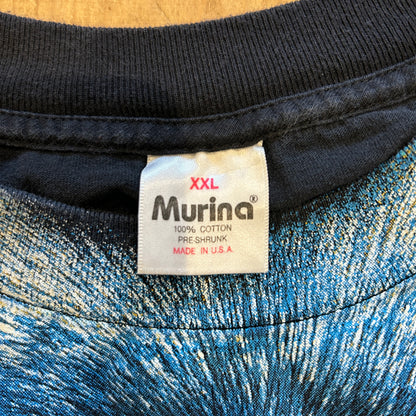 XXL
Murina®
100% COTTON
PRE-SHRUNK
MADE IN U.S.A.